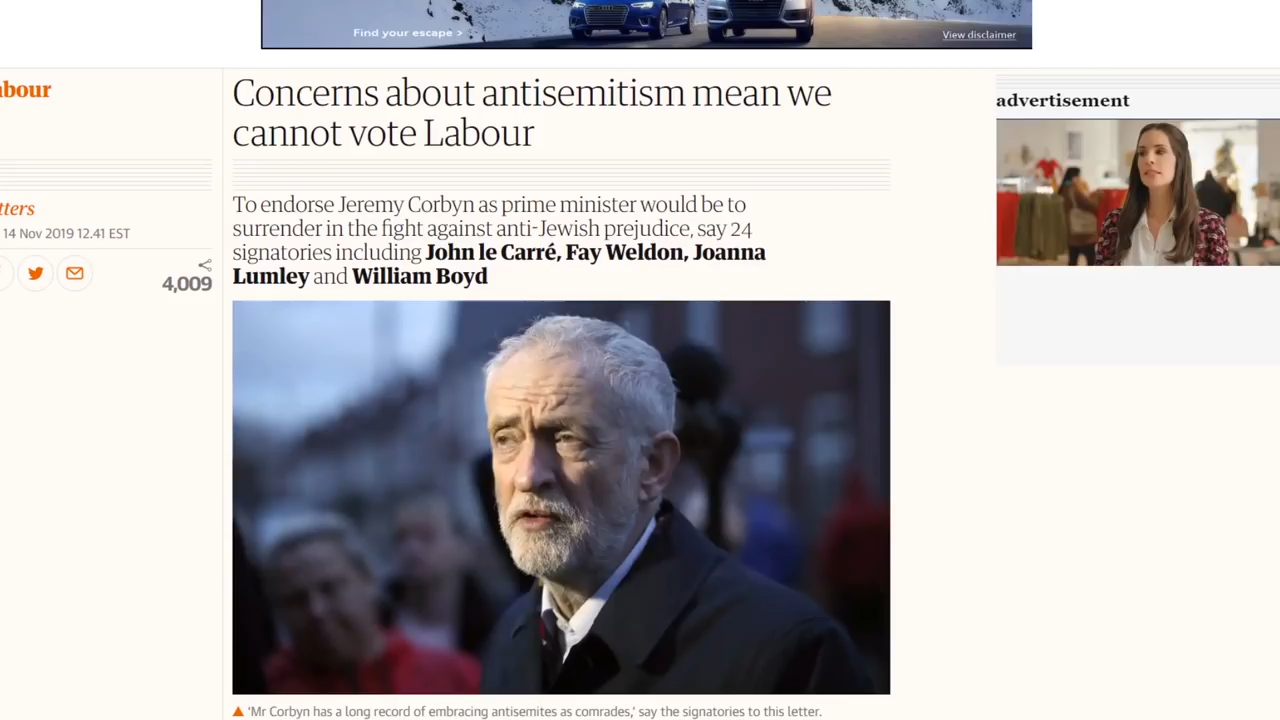 Find your escape >
View disclaimer
abour
Concerns about antisemitism mean we
cannot vote Labour
advertisement
tters
14 Nov 2019 12.41 EST
4,009
To endorse Jeremy Corbyn as prime minister would be to
surrender in the fight against anti-Jewish prejudice, say 24
signatories including John le Carré, Fay Weldon, Joanna
Lumley and William Boyd
'Mr Corbyn has a long record of embracing antisemites as comrades,' say the signatories to this letter.